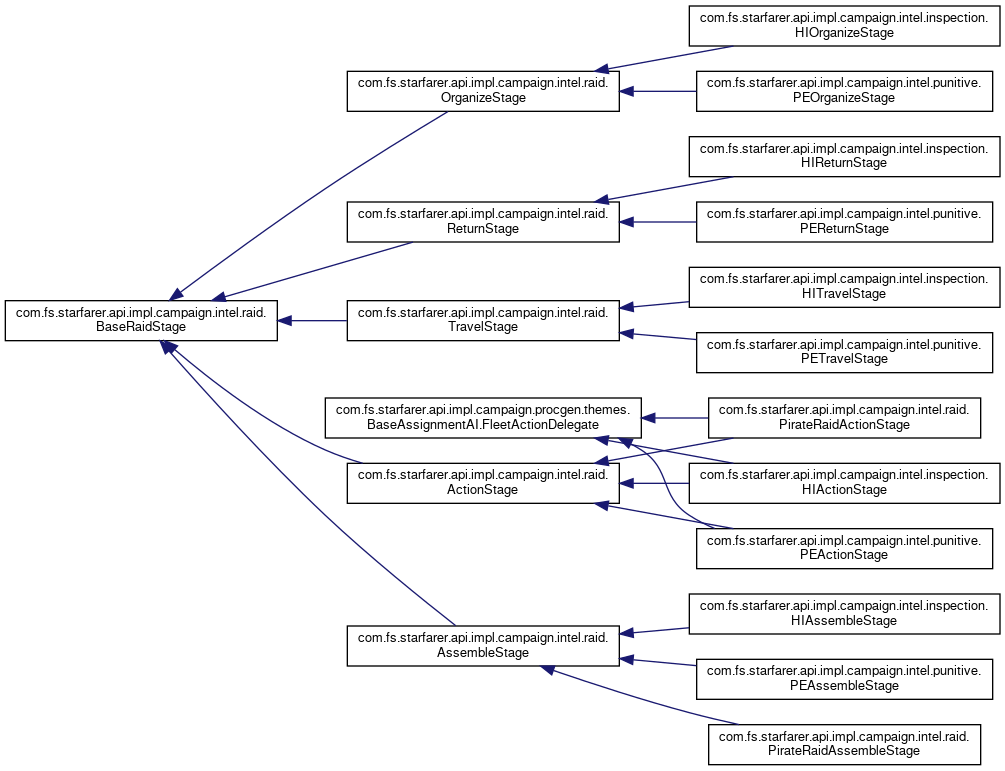 com.fs.starfarer.api.impl.campaign.intel.inspection.
HIOrganizeStage
com.fs.starfarer.api.impl.campaign.intel.raid.
OrganizeStage
com.fs.starfarer.api.impl.campaign.intel.punitive.
PEOrganizeStage
com.fs.starfarer.api.impl.campaign.intel.inspection.
HIReturnStage
com.fs.starfarer.api.impl.campaign.intel.raid.
ReturnStage
com.fs.starfarer.api.impl.campaign.intel.punitive.
PEReturnStage
com.fs.starfarer.api.impl.campaign.intel.inspection.
HITravelStage
com.fs.starfarer.api.impl.campaign.intel.raid.
BaseRaidStage
com.fs.starfarer.api.impl.campaign.intel.raid.
TravelStage
com.fs.starfarer.api.impl.campaign.intel.punitive.
PETravelStage
com.fs.starfarer.api.impl.campaign.procgen.themes.
BaseAssignmentAI.FleetActionDelegate
com.fs.starfarer.api.impl.campaign.intel.raid.
PirateRaidActionStage
com.fs.starfarer.api.impl.campaign.intel.raid.
ActionStage
com.fs.starfarer.api.impl.campaign.intel.inspection.
HIActionStage
com.fs.starfarer.api.impl.campaign.intel.punitive.
PEActionStage
com.fs.starfarer.api.impl.campaign.intel.inspection.
HIAssembleStage
com.fs.starfarer.api.impl.campaign.intel.raid.
AssembleStage
com.fs.starfarer.api.impl.campaign.intel.punitive.
PEAssembleStage
com.fs.starfarer.api.impl.campaign.intel.raid.
PirateRaidAssembleStage